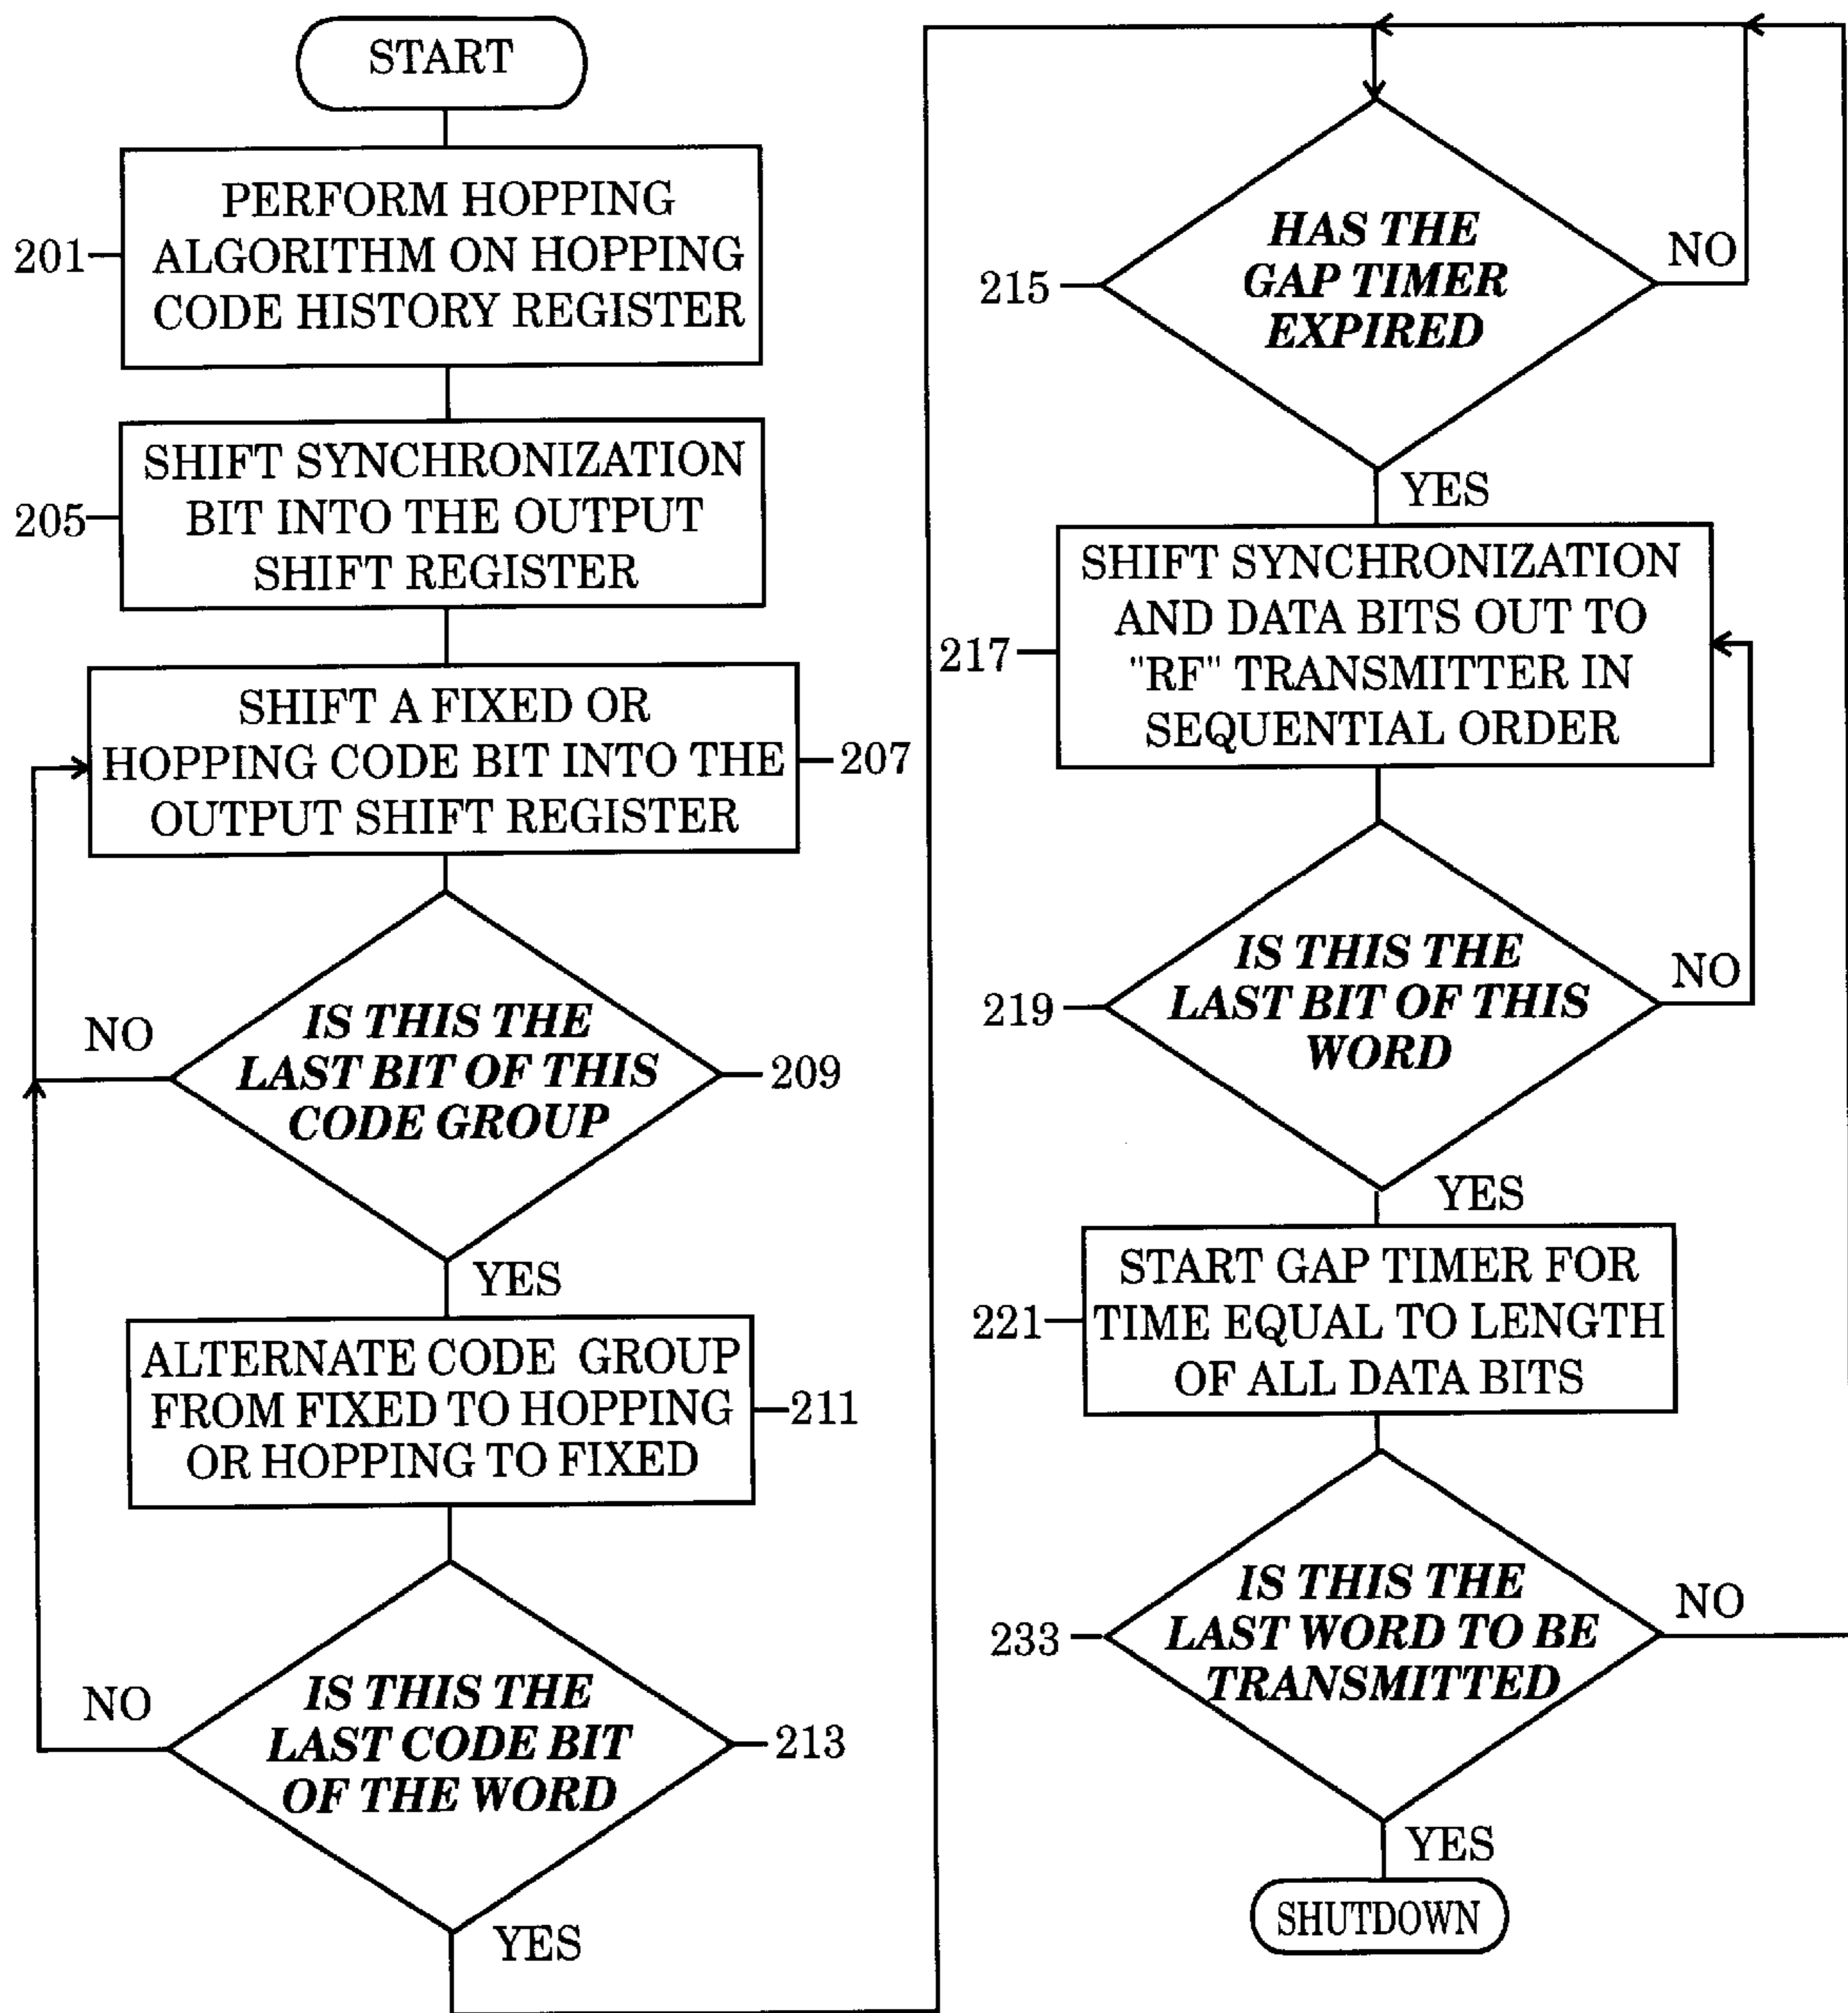 START
201
PERFORM HOPPING
ALGORITHM ON HOPPING
CODE HISTORY REGISTER
205
SHIFT SYNCHRONIZATION
BIT INTO THE OUTPUT
SHIFT REGISTER
SHIFT A FIXED OR
HOPPING CODE BIT INTO THE
OUTPUT SHIFT REGISTER
207
NO
IS THIS THE
LAST BIT OF THIS
CODE GROUP
209
YES
ALTERNATE CODE GROUP
FROM FIXED TO HOPPING
OR HOPPING TO FIXED
211
NO
IS THIS THE
LAST CODE BIT
OF THE WORD
213
YES
215
HAS THE
GAP TIMER
EXPIRED
NO
YES
217
SHIFT SYNCHRONIZATION
AND DATA BITS OUT TO
"RF" TRANSMITTER IN
SEQUENTIAL ORDER
219
IS THIS THE
LAST BIT OF THIS
WORD
NO
YES
221
START GAP TIMER FOR
TIME EQUAL TO LENGTH
OF ALL DATA BITS
233
IS THIS THE
LAST WORD TO BE
TRANSMITTED
NO
YES
SHUTDOWN